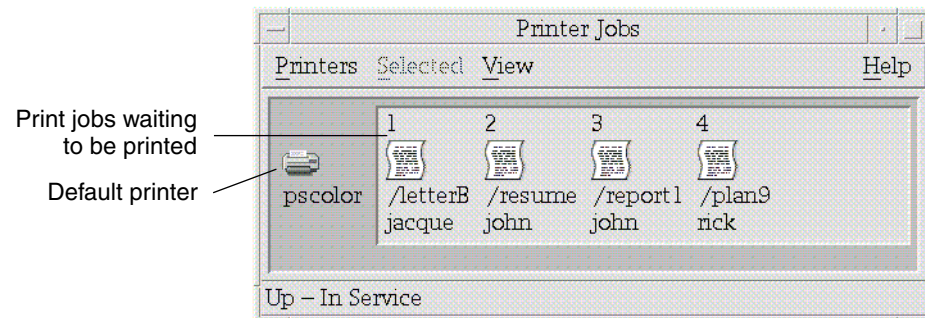 Printer Jobs
Printers Selected View Help
Print jobs waiting
to be printed
Default printer
1 2 3 4
pscolor /letterB /resume /report1 /plan9
jacque john john rick
Up – In Service